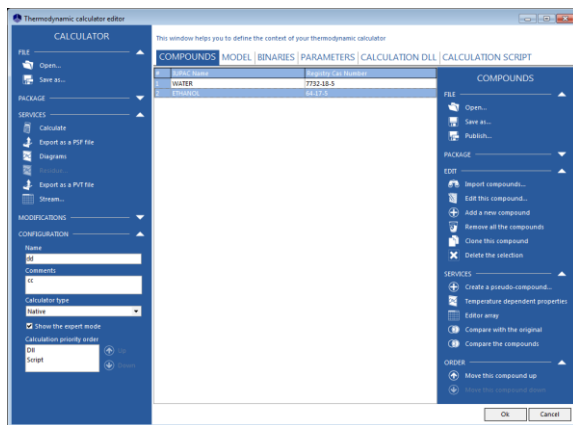 Thermodynamic calculator editor
CALCULATOR
FILE
Open...
Save as...
PACKAGE
SERVICES
Calculate
Export as a PSF file
Diagrams
Residue...
Export as a PVT file
Stream...
MODIFICATIONS
CONFIGURATION
Name
dd
Comments
cc
Calculator type
Native
Show the expert mode
Calculation priority order
Dll
Script
Up
Down
This window helps you to define the context of your thermodynamic calculator
COMPOUNDS MODEL BINARIES PARAMETERS CALCULATION DLL CALCULATION SCRIPT
# IUPAC Name Registry Cas Number
1 WATER 7732-18-5
2 ETHANOL 64-17-5
COMPOUNDS
FILE
Open...
Save as...
Publish...
PACKAGE
EDIT
Import compounds...
Edit this compound...
Add a new compound
Remove all the compounds
Clone this compound
Delete the selection
SERVICES
Create a pseudo-compound...
Temperature dependent properties
Editor array
Compare with the original
Compare the compounds
ORDER
Move this compound up
Move this compound down
Ok Cancel